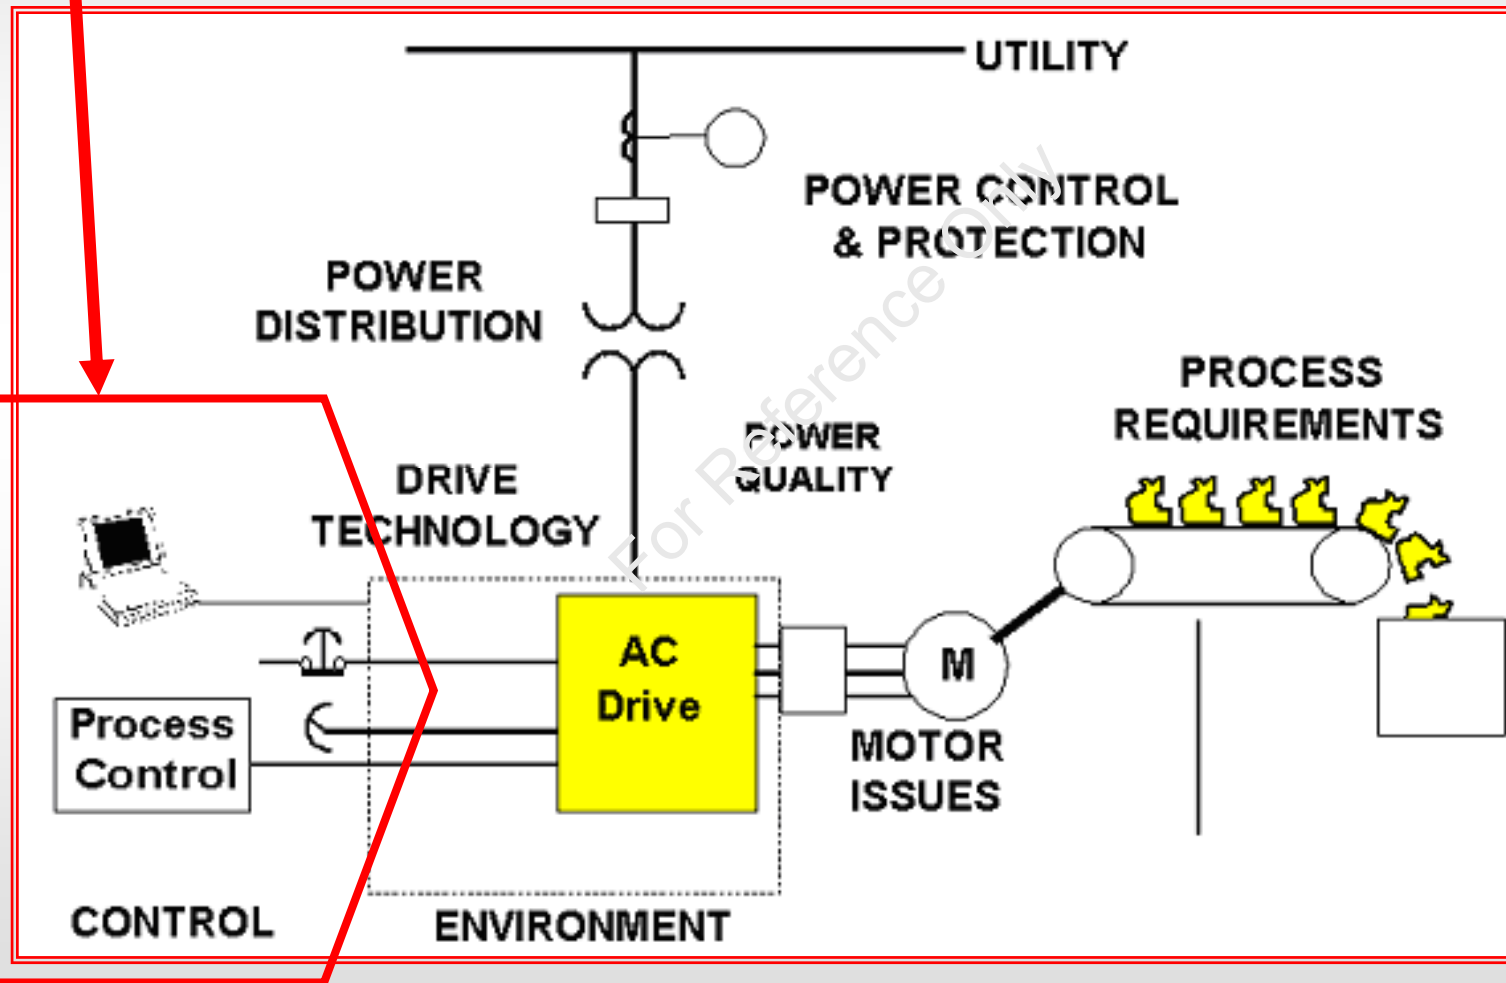 UTILITY
POWER CONTROL
& PROTECTION
POWER
DISTRIBUTION
PROCESS
REQUIREMENTS
POWER
QUALITY
DRIVE
TECHNOLOGY
AC
Drive
M
Process
Control
MOTOR
ISSUES
CONTROL
ENVIRONMENT
For Reference Only